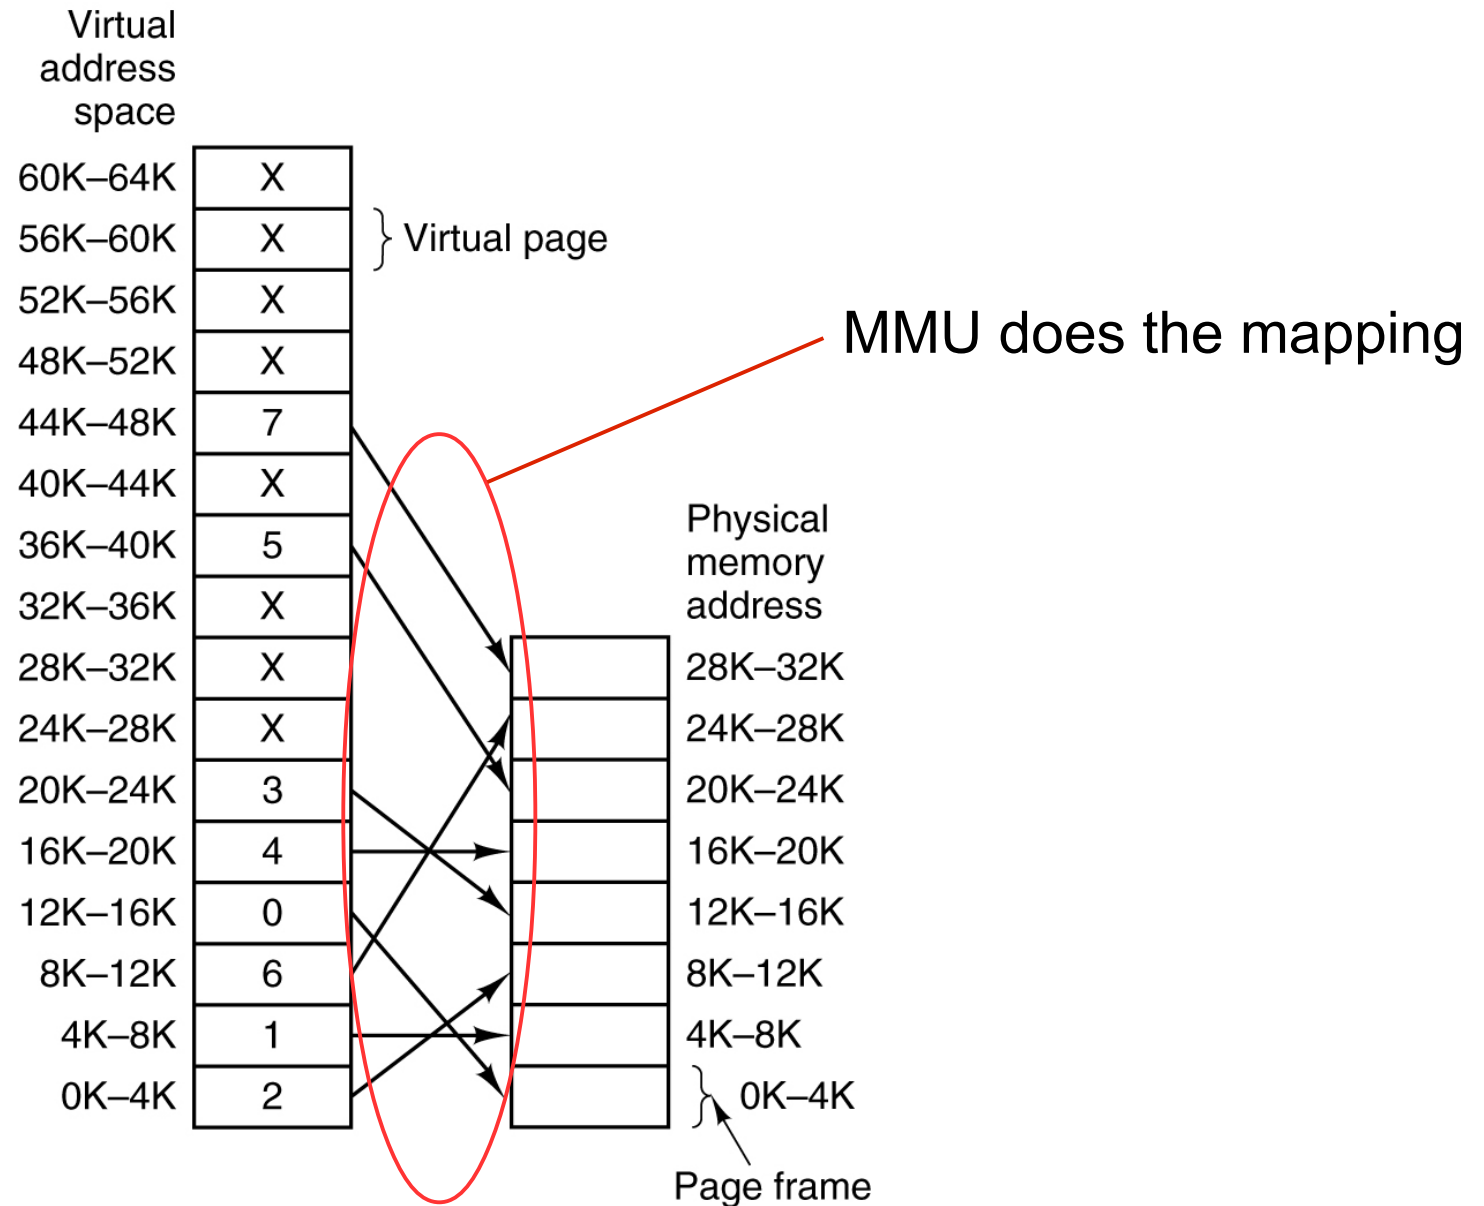 Virtual
address
space
60K–64K X
56K–60K X } Virtual page
52K–56K X
48K–52K X
MMU does the mapping
44K–48K 7
40K–44K X
36K–40K 5
32K–36K X
Physical
memory
address
28K–32K X 28K–32K
24K–28K X 24K–28K
20K–24K 3 20K–24K
16K–20K 4 16K–20K
12K–16K 0 12K–16K
8K–12K 6 8K–12K
4K–8K 1 4K–8K
0K–4K 2 } 0K–4K
Page frame